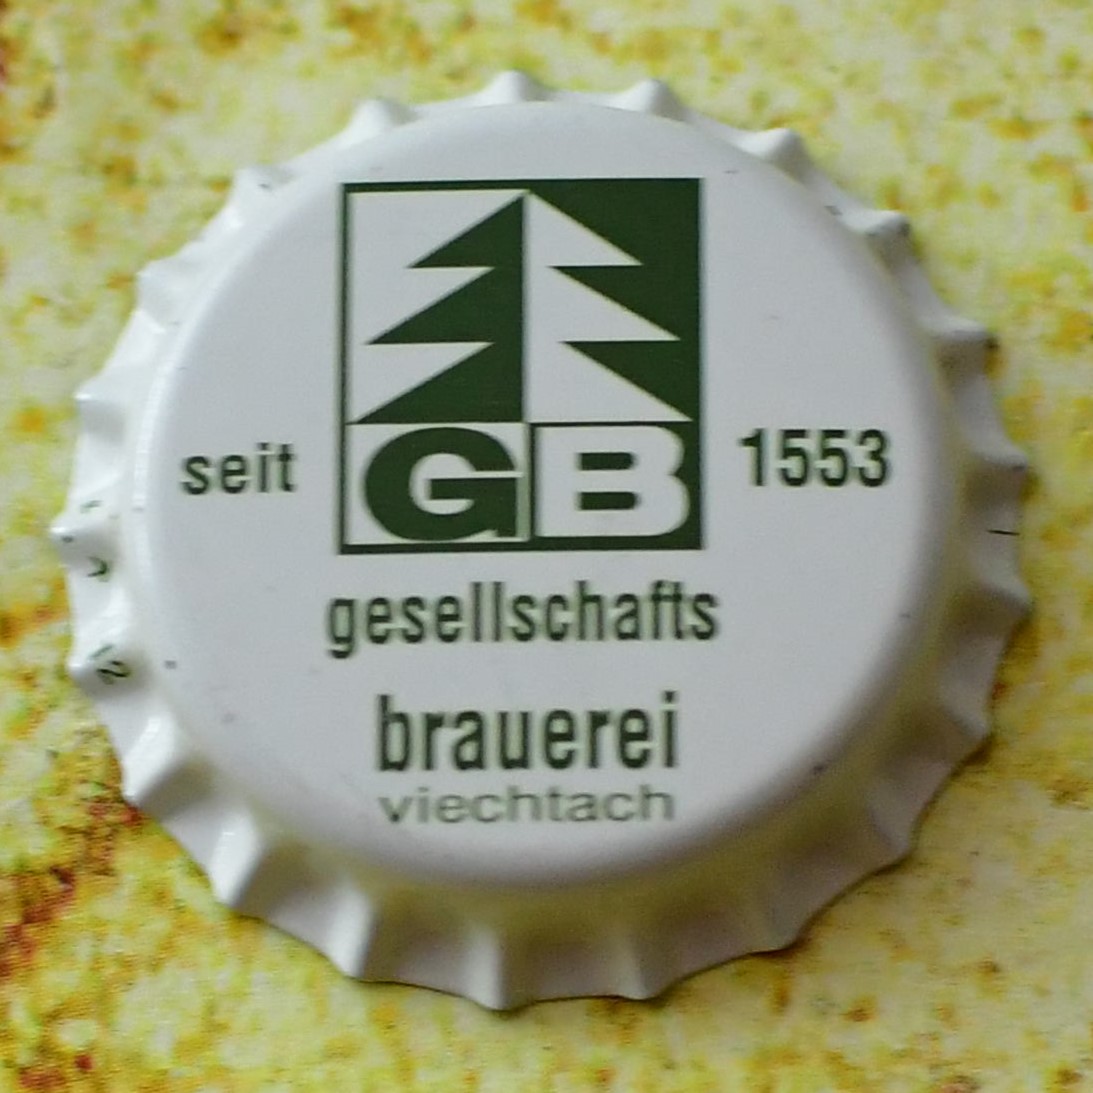 seit GB 1553
gesellschafts
brauerei
viechtach